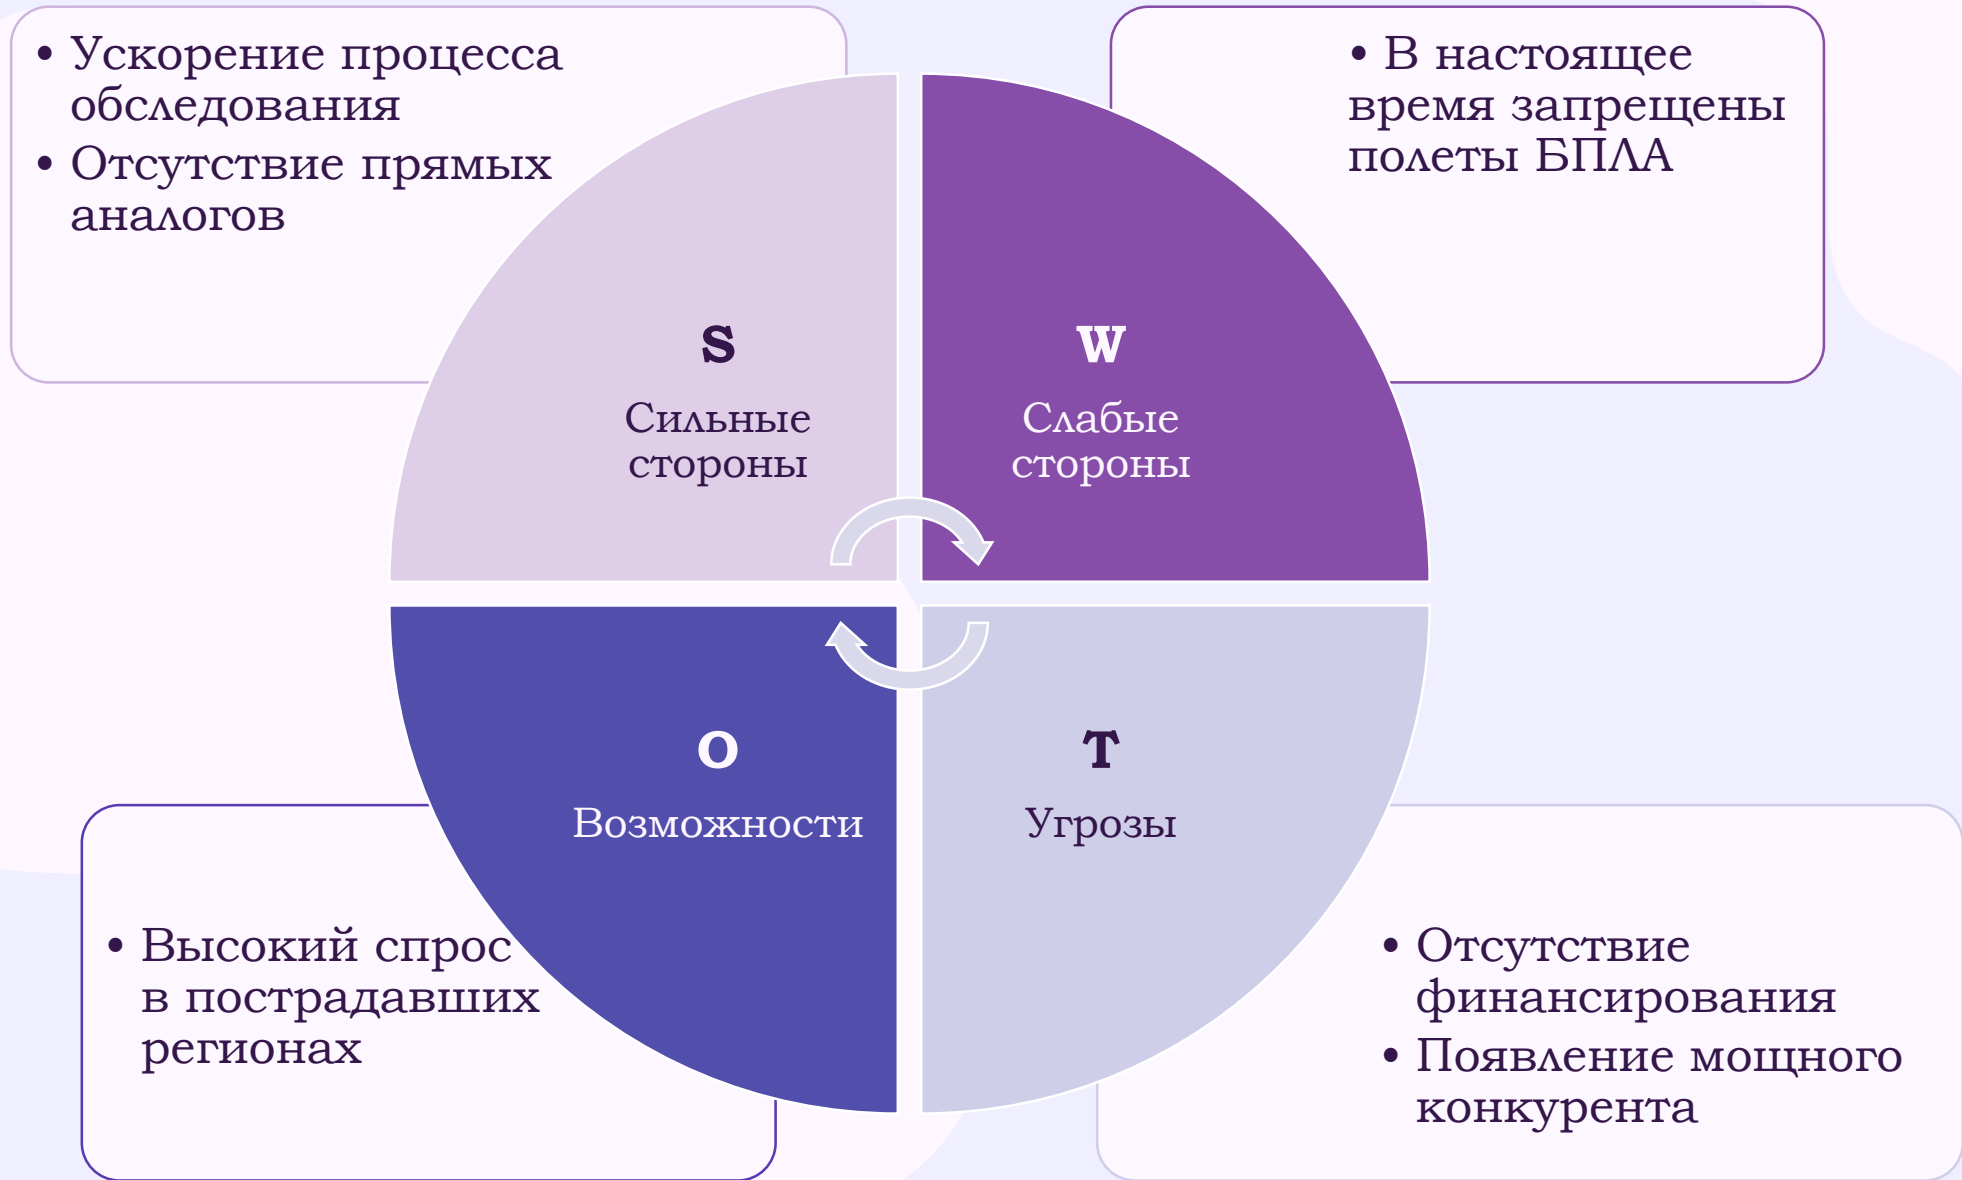 • Ускорение процесса
обследования
• Отсутствие прямых
аналогов
• В настоящее
время запрещены
полеты БПЛА
S
Сильные
стороны
W
Слабые
стороны
O
Возможности
T
Угрозы
• Высокий спрос
в пострадавших
регионах
• Отсутствие
финансирования
• Появление мощного
конкурента